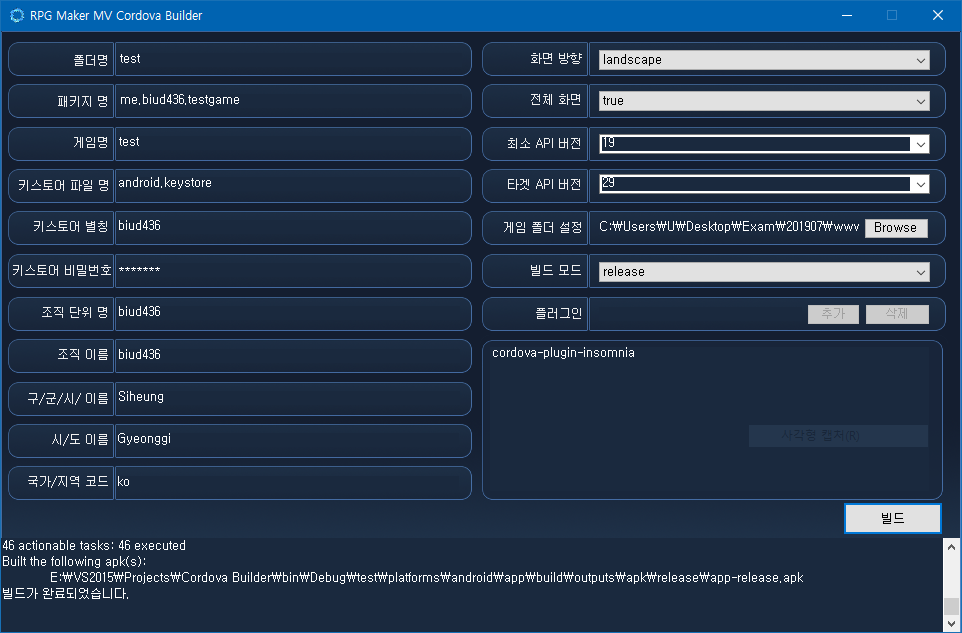 RPG Maker MV Cordova Builder
폴더명 test
패키지 명 me.biud436.testgame
게임명 test
키스토어 파일 명 android.keystore
키스토어 별칭 biud436
키스토어 비밀번호 *******
조직 단위 명 biud436
조직 이름 biud436
구/군/시/ 이름 Siheung
시/도 이름 Gyeonggi
국가/지역 코드 ko
화면 방향 landscape
전체 화면 true
최소 API 버전 19
타겟 API 버전 29
게임 폴더 설정 C:₩Users₩U₩Desktop₩Exam₩201907₩wwv Browse
빌드 모드 release
플러그인 추가 삭제
cordova-plugin-insomnia
사각형 캡처(R)
빌드
46 actionable tasks: 46 executed
Built the following apk(s):
E:₩VS2015₩Projects₩Cordova Builder₩bin₩Debug₩test₩platforms₩android₩app₩build₩outputs₩apk₩release₩app-release.apk
빌드가 완료되었습니다.